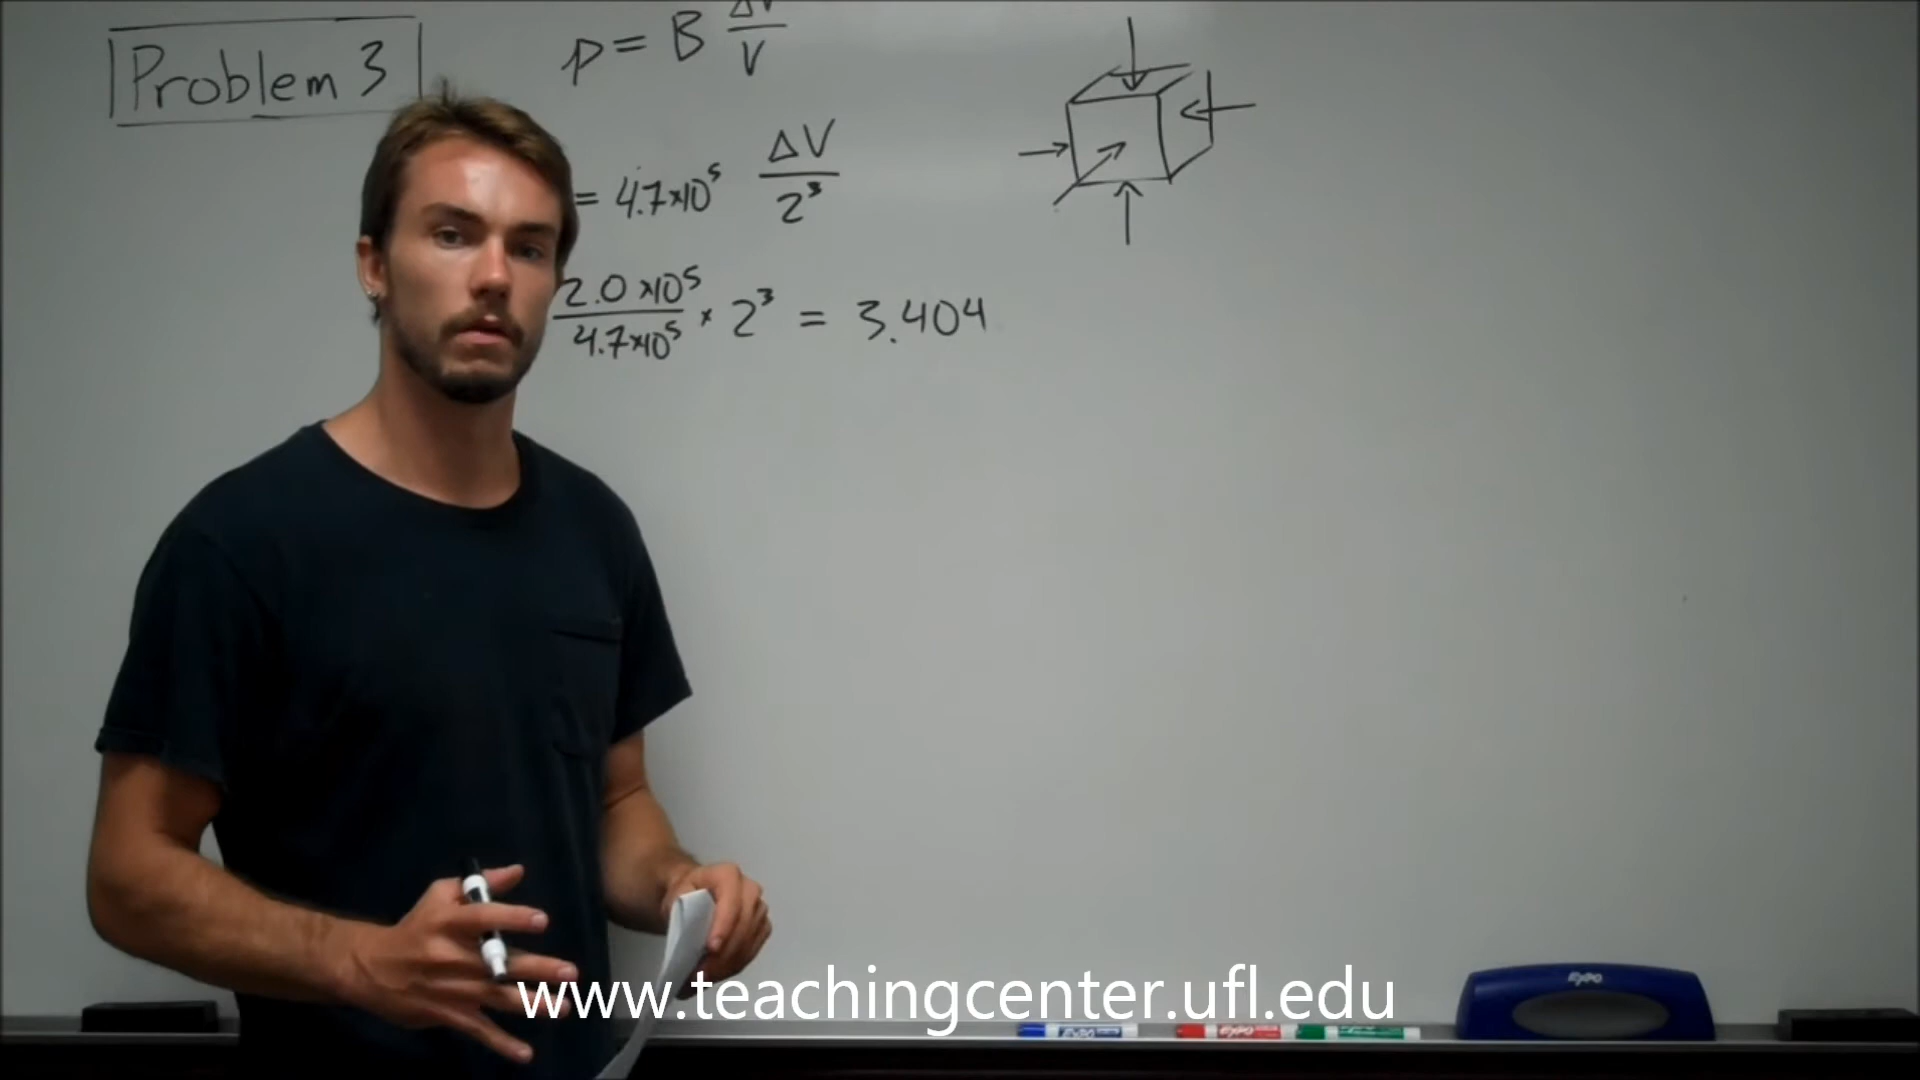 Problem 3
p = B ΔV/V
= 4.7×10⁵ ΔV/2³
2.0×10⁵/4.7×10⁵ × 2³ = 3.404
EXPO
www.teachingcenter.ufl.edu